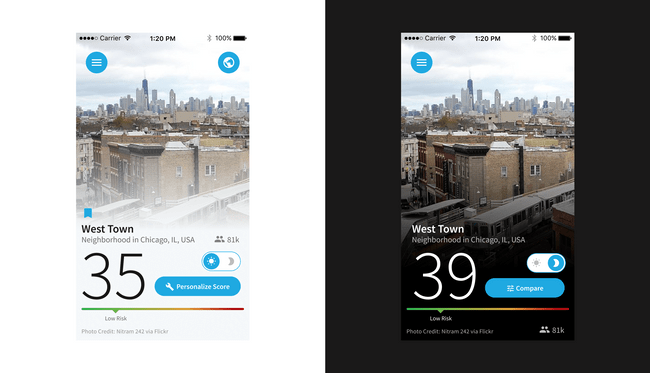 Carrier 1:20 PM 100%
West Town
Neighborhood in Chicago, IL, USA 81k
35
Personalize Score
Low Risk
Photo Credit: Nitram 242 via Flickr
Carrier 1:20 PM 100%
West Town
Neighborhood in Chicago, IL, USA
39
Compare
Low Risk
Photo Credit: Nitram 242 via Flickr 81k